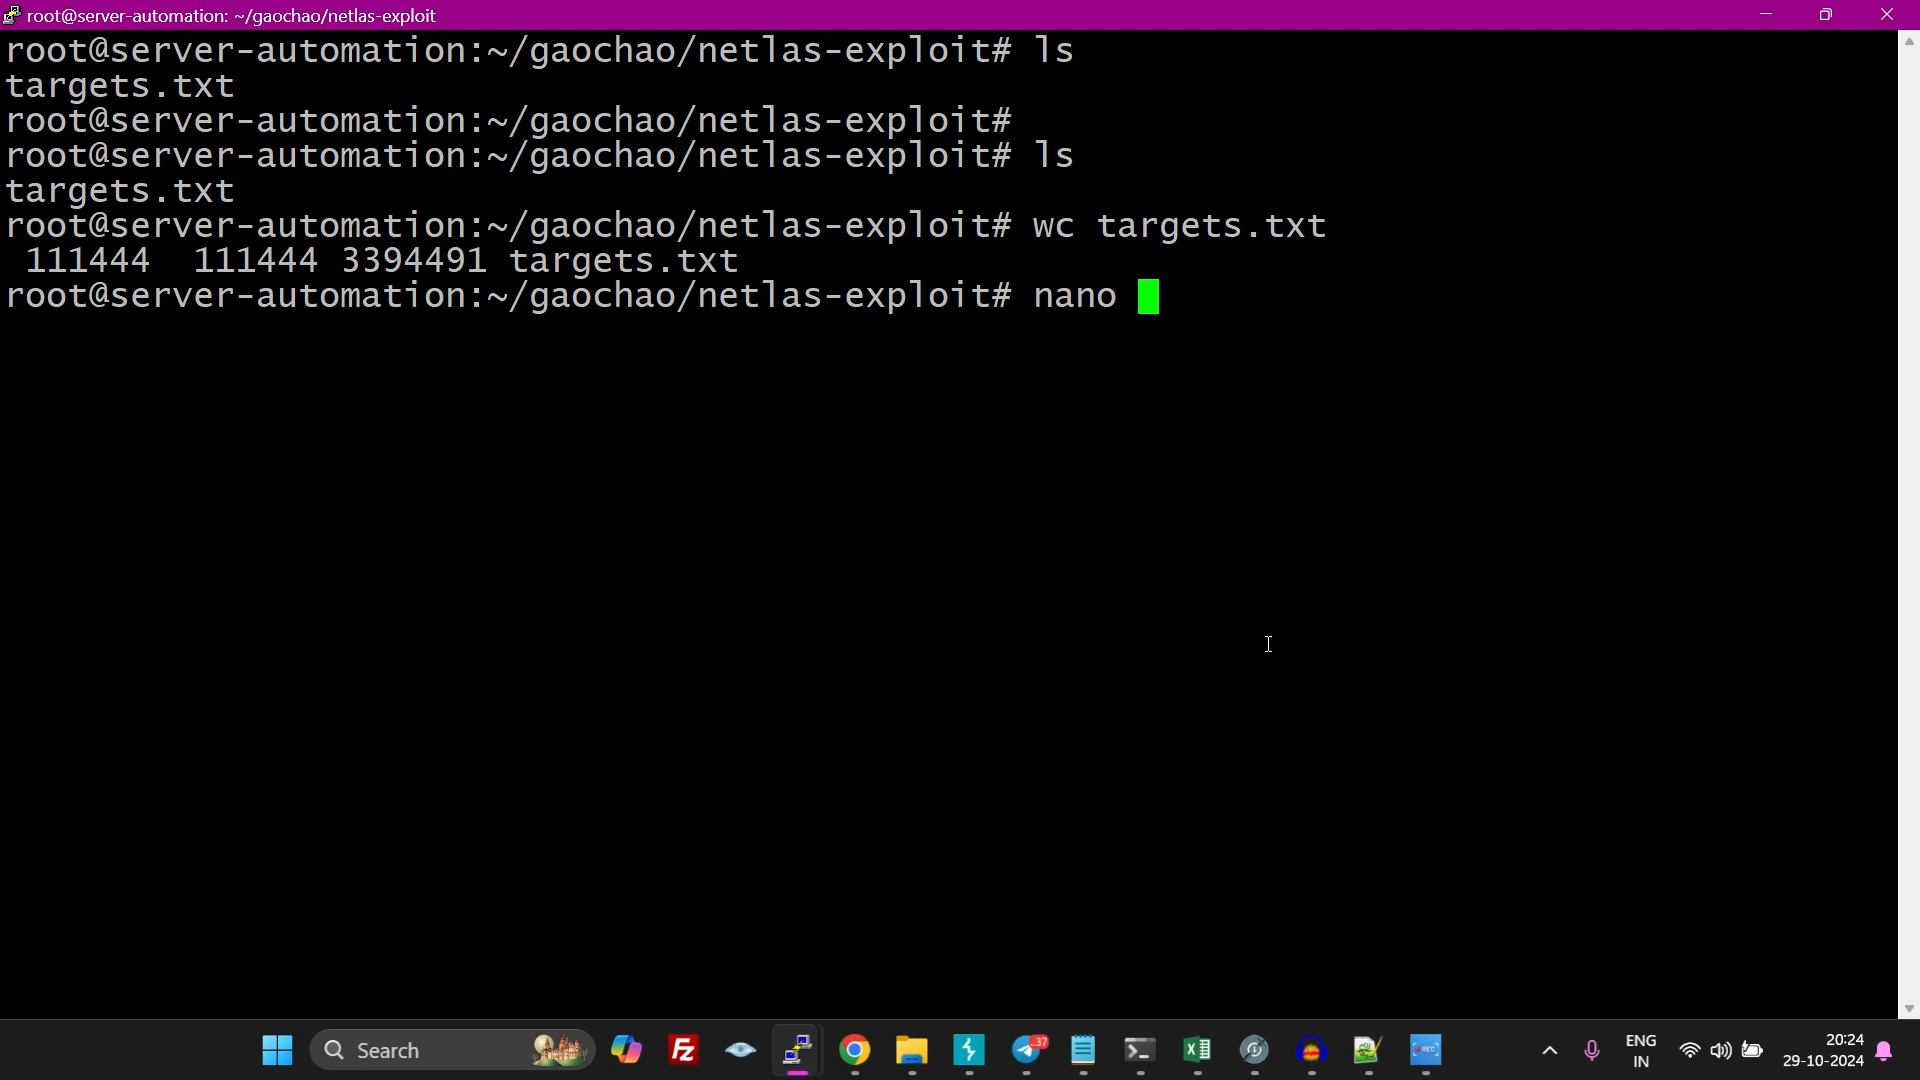 root@server-automation: ~/gaochao/netlas-exploit
root@server-automation:~/gaochao/netlas-exploit# ls
targets.txt
root@server-automation:~/gaochao/netlas-exploit#
root@server-automation:~/gaochao/netlas-exploit# ls
targets.txt
root@server-automation:~/gaochao/netlas-exploit# wc targets.txt
 111444  111444 3394491 targets.txt
root@server-automation:~/gaochao/netlas-exploit# nano
Search
Fz
37
REC
ENG
IN
20:24
29-10-2024